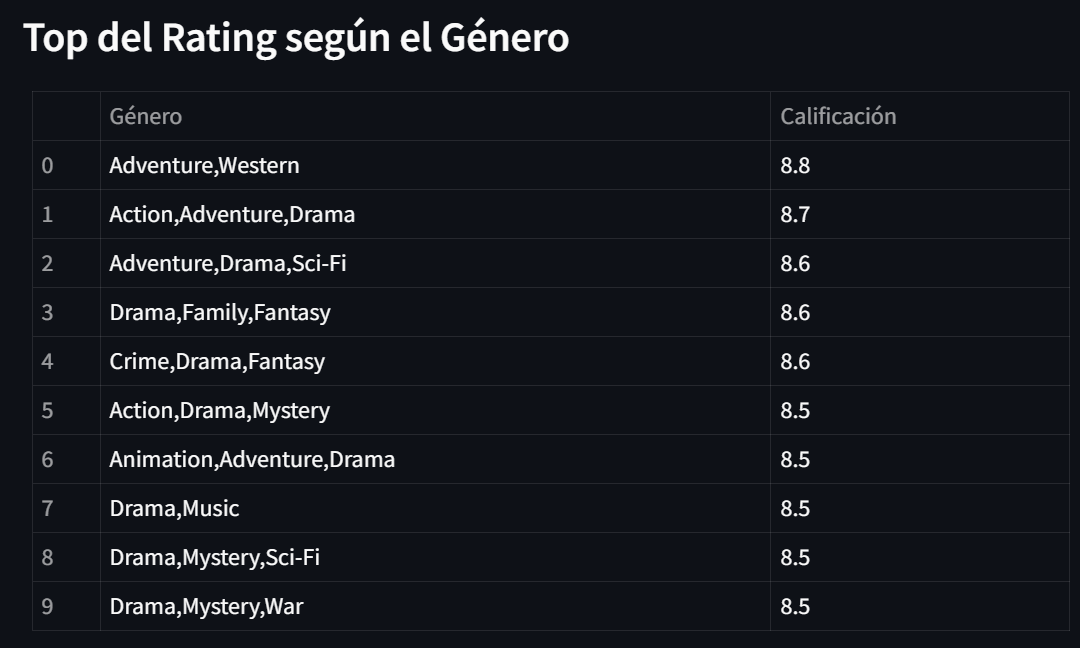 Top del Rating según el Género
Género Calificación
0 Adventure,Western 8.8
1 Action,Adventure,Drama 8.7
2 Adventure,Drama,Sci-Fi 8.6
3 Drama,Family,Fantasy 8.6
4 Crime,Drama,Fantasy 8.6
5 Action,Drama,Mystery 8.5
6 Animation,Adventure,Drama 8.5
7 Drama,Music 8.5
8 Drama,Mystery,Sci-Fi 8.5
9 Drama,Mystery,War 8.5